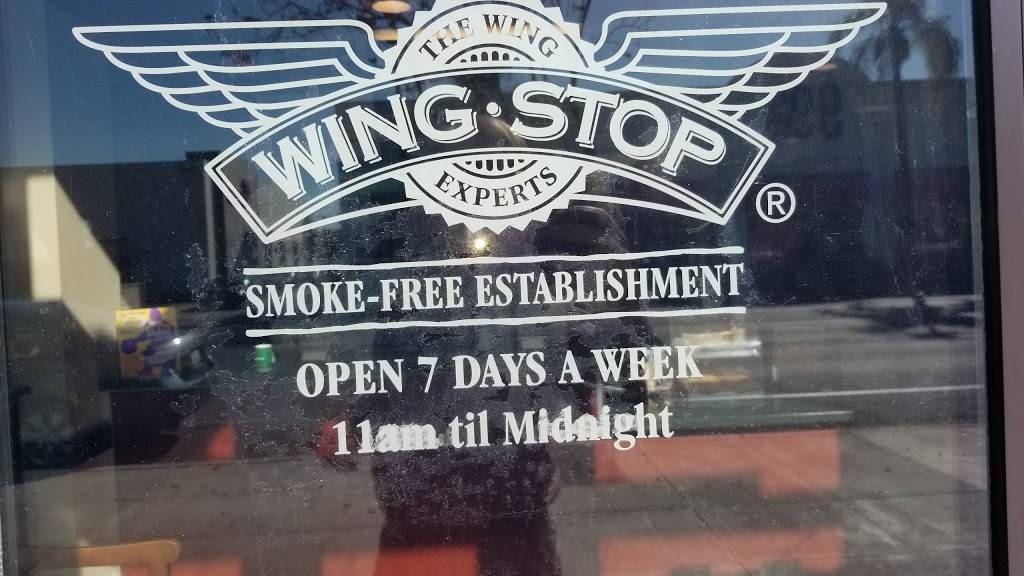 THE WING
WING·STOP
EXPERTS
®
SMOKE-FREE ESTABLISHMENT
OPEN 7 DAYS A WEEK
11am til Midnight